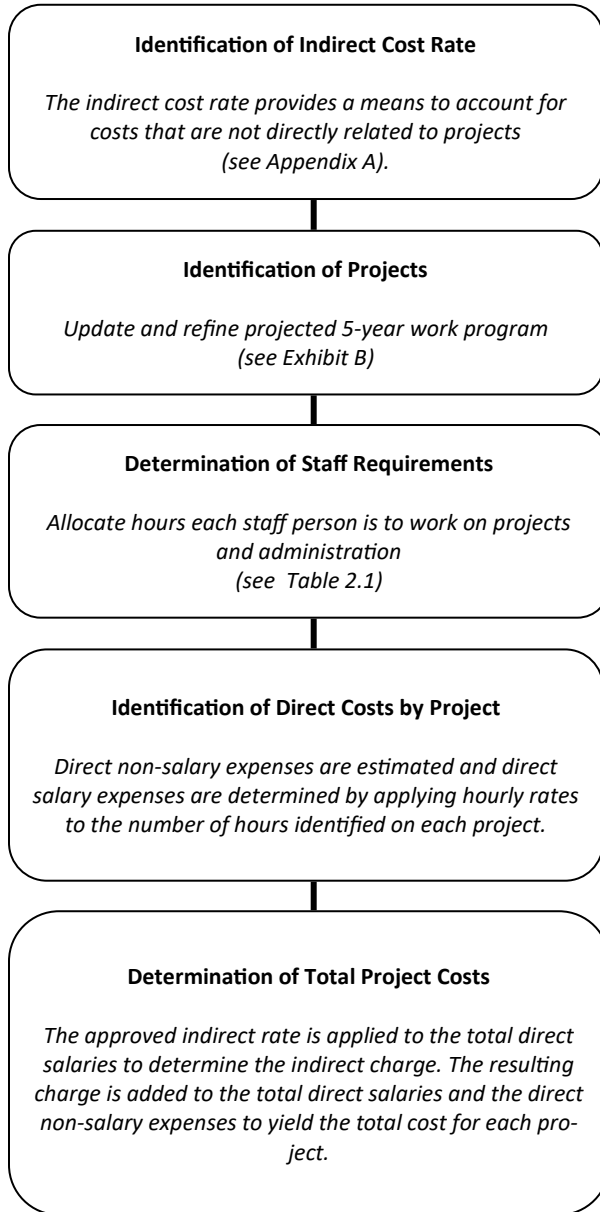 Identification of Indirect Cost Rate
The indirect cost rate provides a means to account for
costs that are not directly related to projects
(see Appendix A).
Identification of Projects
Update and refine projected 5-year work program
(see Exhibit B)
Determination of Staff Requirements
Allocate hours each staff person is to work on projects
and administration
(see  Table 2.1)
Identification of Direct Costs by Project
Direct non-salary expenses are estimated and direct
salary expenses are determined by applying hourly rates
to the number of hours identified on each project.
Determination of Total Project Costs
The approved indirect rate is applied to the total direct
salaries to determine the indirect charge. The resulting
charge is added to the total direct salaries and the direct
non-salary expenses to yield the total cost for each pro-
ject.